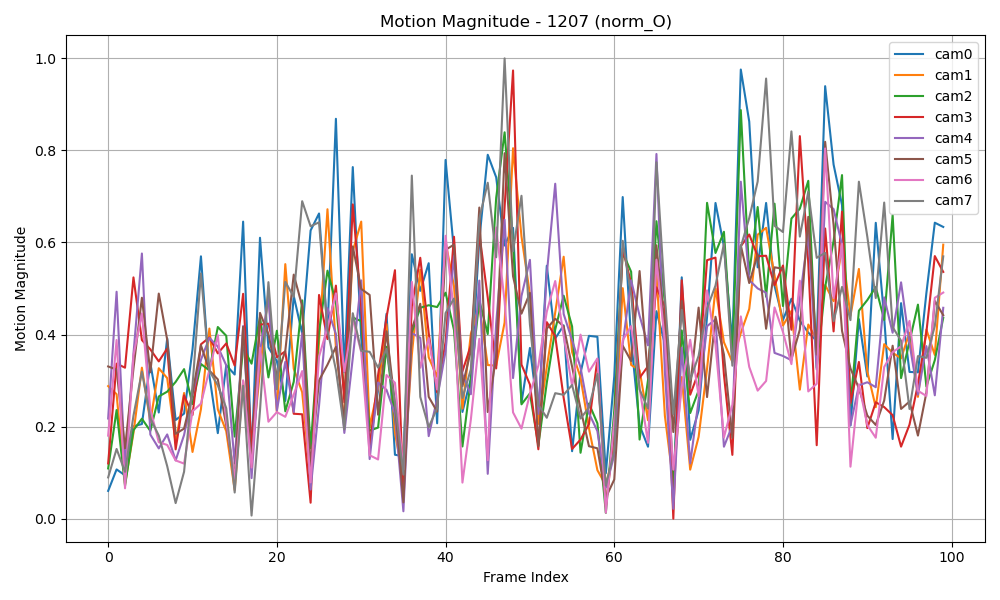 Motion Magnitude - 1207 (norm_O)
Motion Magnitude
1.0
0.8
0.6
0.4
0.2
0.0
0 20 40 60 80 100
Frame Index
cam0
cam1
cam2
cam3
cam4
cam5
cam6
cam7